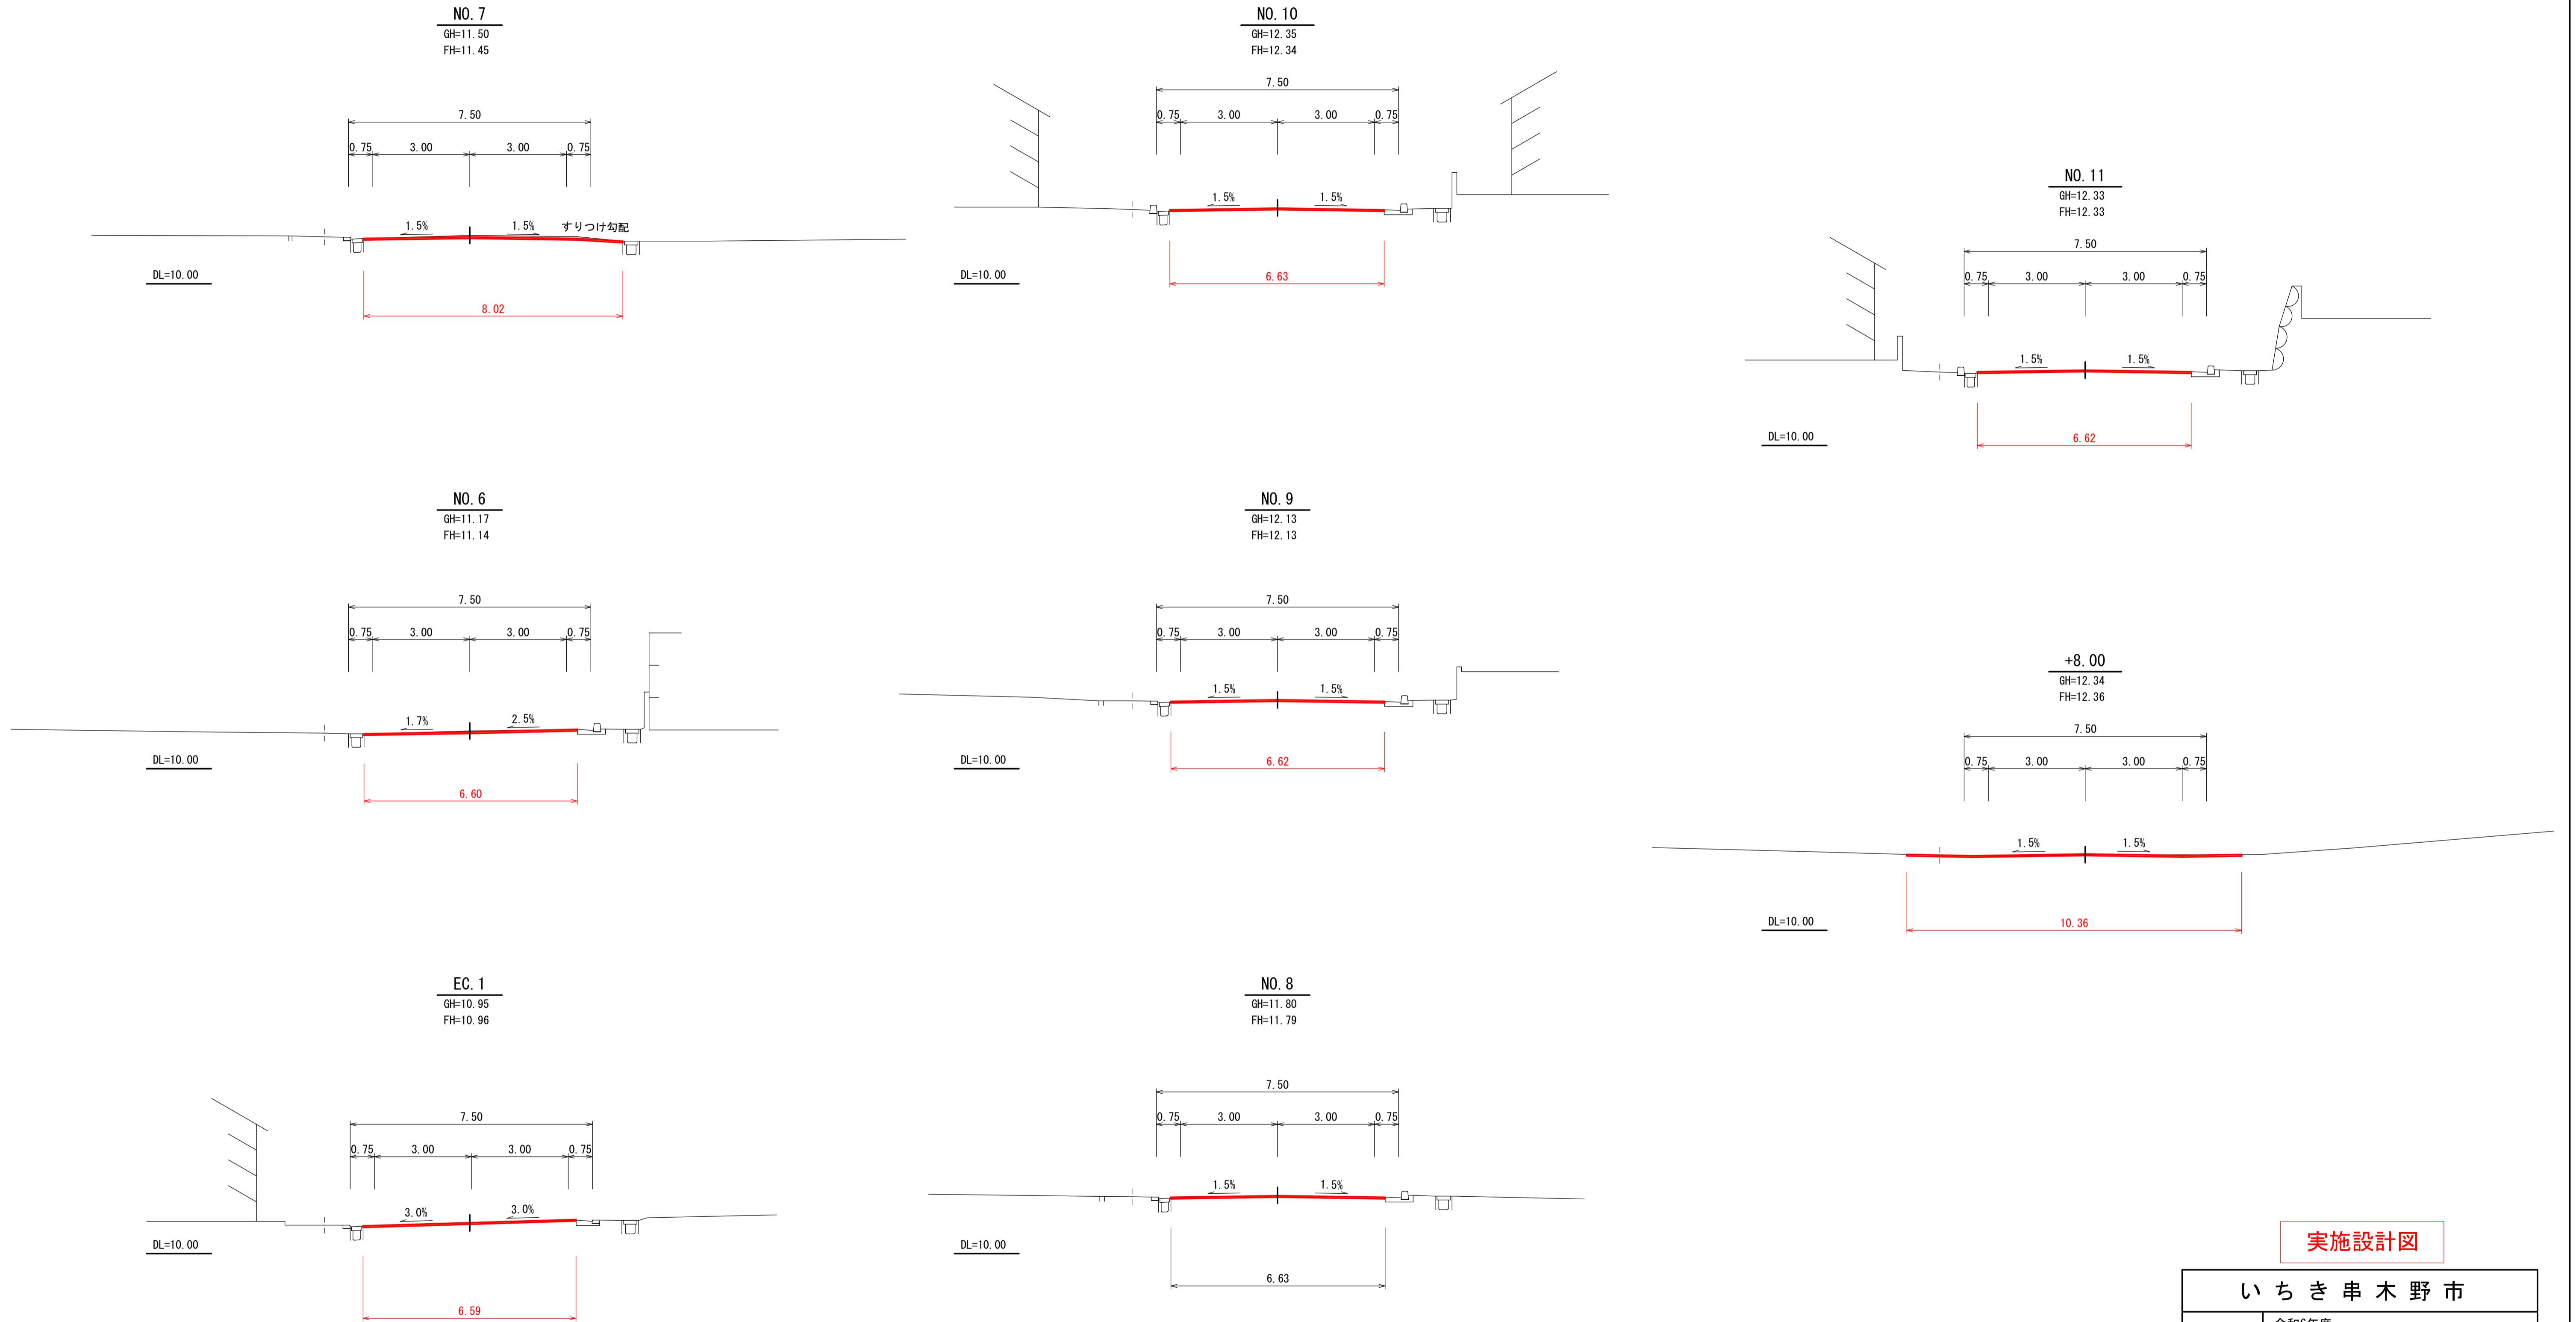 NO. 7
GH=11.50
FH=11.45
7.50
0.75 3.00 3.00 0.75
1.5% 1.5% すりつけ勾配
DL=10.00
8.02
NO. 6
GH=11.17
FH=11.14
7.50
0.75 3.00 3.00 0.75
1.7% 2.5%
DL=10.00
6.60
EC. 1
GH=10.95
FH=10.96
7.50
0.75 3.00 3.00 0.75
3.0% 3.0%
DL=10.00
6.59
NO. 10
GH=12.35
FH=12.34
7.50
0.75 3.00 3.00 0.75
1.5% 1.5%
DL=10.00
6.63
NO. 9
GH=12.13
FH=12.13
7.50
0.75 3.00 3.00 0.75
1.5% 1.5%
DL=10.00
6.62
NO. 8
GH=11.80
FH=11.79
7.50
0.75 3.00 3.00 0.75
1.5% 1.5%
DL=10.00
6.63
NO. 11
GH=12.33
FH=12.33
7.50
0.75 3.00 3.00 0.75
1.5% 1.5%
DL=10.00
6.62
+8.00
GH=12.34
FH=12.36
7.50
0.75 3.00 3.00 0.75
1.5% 1.5%
DL=10.00
10.36
実施設計図
いちき串木野市
令和6年度